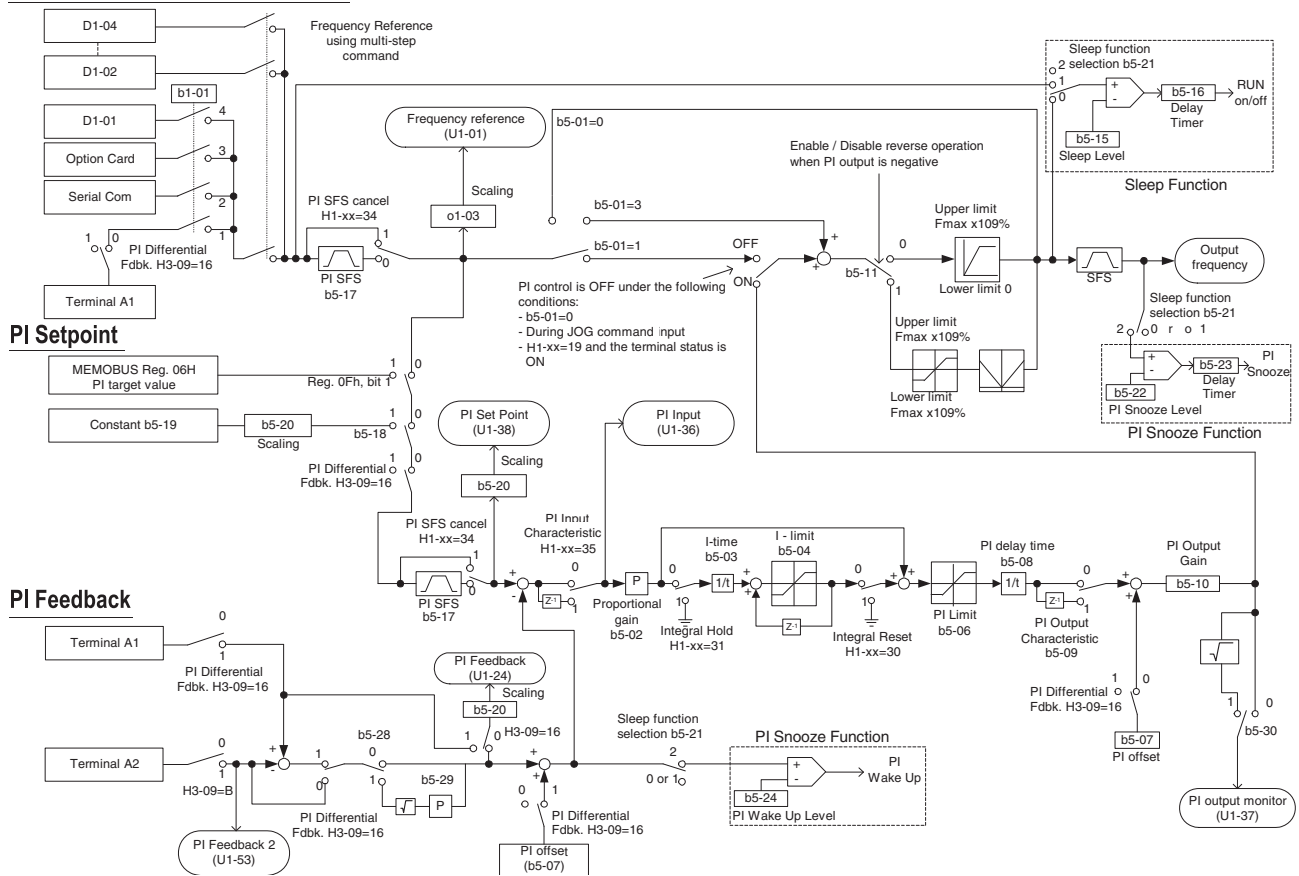 D1-04
Frequency Reference
using multi-step
command
D1-02
b1-01
D1-01
4
Option Card
3
Serial Com
2
1
1 0
PI Differential
Fdbk. H3-09=16
Terminal A1
PI SFS cancel
H1-xx=34
1
0
PI SFS
b5-17
Frequency reference
(U1-01)
Scaling
o1-03
b5-01=0
b5-01=3
b5-01=1
OFF
ON
PI control is OFF under the following
conditions:
- b5-01=0
- During JOG command input
- H1-xx=19 and the terminal status is
ON
Enable / Disable reverse operation
when PI output is negative
+
+
b5-11
0
1
Upper limit
Fmax x109%
Lower limit 0
Upper limit
Fmax x109%
Lower limit
Fmax x109%
Sleep function
selection b5-21
2
1
0
+
-
b5-16
Delay
Timer
RUN
on/off
b5-15
Sleep Level
Sleep Function
SFS
Output
frequency
Sleep function
selection b5-21
2 0 r o 1
+
-
b5-23
Delay
Timer
PI
Snooze
b5-22
PI Snooze Level
PI Snooze Function
PI Setpoint
MEMOBUS Reg. 06H
PI target value
1 0
Reg. 0Fh, bit 1
Constant b5-19
b5-20
Scaling
1 0
b5-18
PI Differential
Fdbk. H3-09=16
1 0
PI SFS cancel
H1-xx=34
1
0
PI SFS
b5-17
PI Set Point
(U1-38)
Scaling
b5-20
PI Input
(U1-36)
+
-
PI Input
Characteristic
H1-xx=35
0
1
Z-1
P
Proportional
gain
b5-02
0
1
Integral Hold
H1-xx=31
I-time
b5-03
1/t
I - limit
b5-04
+
+
Z-1
0
1
Integral Reset
H1-xx=30
+
+
PI Limit
b5-06
PI delay time
b5-08
1/t
0
1
Z-1
PI Output
Characteristic
b5-09
+
+
PI Output
Gain
b5-10
PI Differential
Fdbk. H3-09=16
1 0
b5-07
PI offset
√
1 0
b5-30
PI output monitor
(U1-37)
PI Feedback
Terminal A1
0
1
PI Differential
Fdbk. H3-09=16
Terminal A2
0
1
H3-09=B
PI Feedback 2
(U1-53)
+
-
1
0
PI Differential
Fdbk. H3-09=16
b5-28
0
1
√
b5-29
P
PI Feedback
(U1-24)
Scaling
b5-20
1 0
H3-09=16
+
+
0 1
PI Differential
Fdbk. H3-09=16
PI offset
(b5-07)
Sleep function
selection b5-21
2
0 or 1
PI Snooze Function
+
-
PI
Wake Up
b5-24
PI Wake Up Level